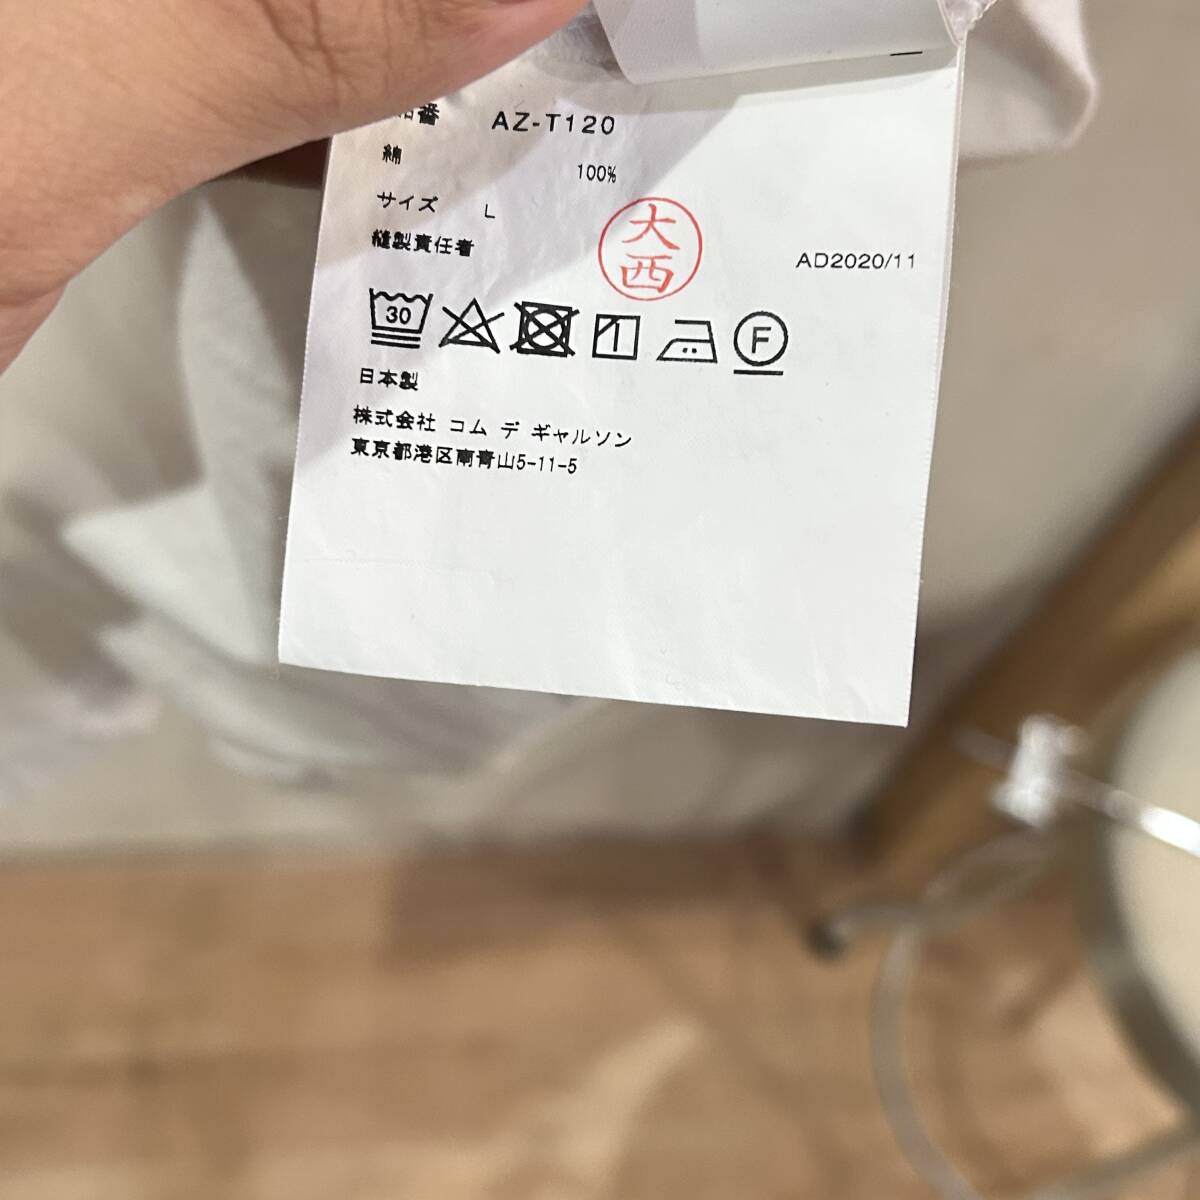 番 AZ-T120
綿 100%
サイズ L
縫製責任者 大西 AD2020/11
30 F
日本製
株式会社 コム デ ギャルソン
東京都港区南青山5-11-5